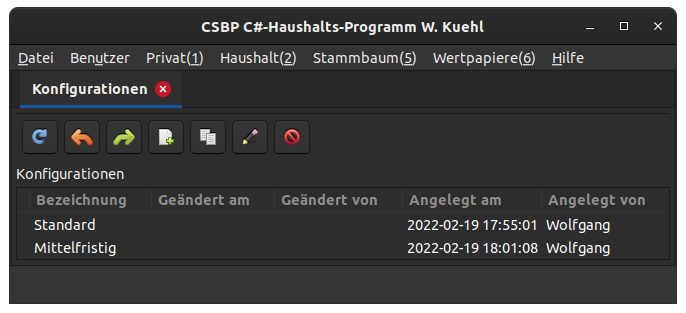 CSBP C#-Haushalts-Programm W. Kuehl
Datei Benutzer Privat(1) Haushalt(2) Stammbaum(5) Wertpapiere(6) Hilfe
Konfigurationen
Konfigurationen
Bezeichnung Geändert am Geändert von Angelegt am Angelegt von
Standard 2022-02-19 17:55:01 Wolfgang
Mittelfristig 2022-02-19 18:01:08 Wolfgang